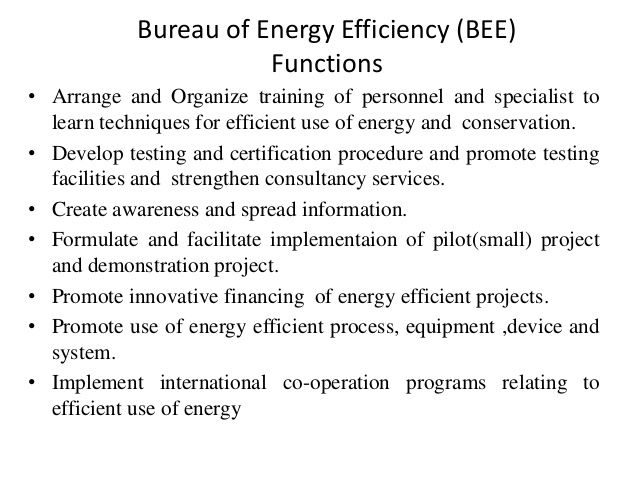 Bureau of Energy Efficiency (BEE)
Functions
• Arrange and Organize training of personnel and specialist to
learn techniques for efficient use of energy and conservation.
• Develop testing and certification procedure and promote testing
facilities and strengthen consultancy services.
• Create awareness and spread information.
• Formulate and facilitate implementaion of pilot(small) project
and demonstration project.
• Promote innovative financing of energy efficient projects.
• Promote use of energy efficient process, equipment ,device and
system.
• Implement international co-operation programs relating to
efficient use of energy